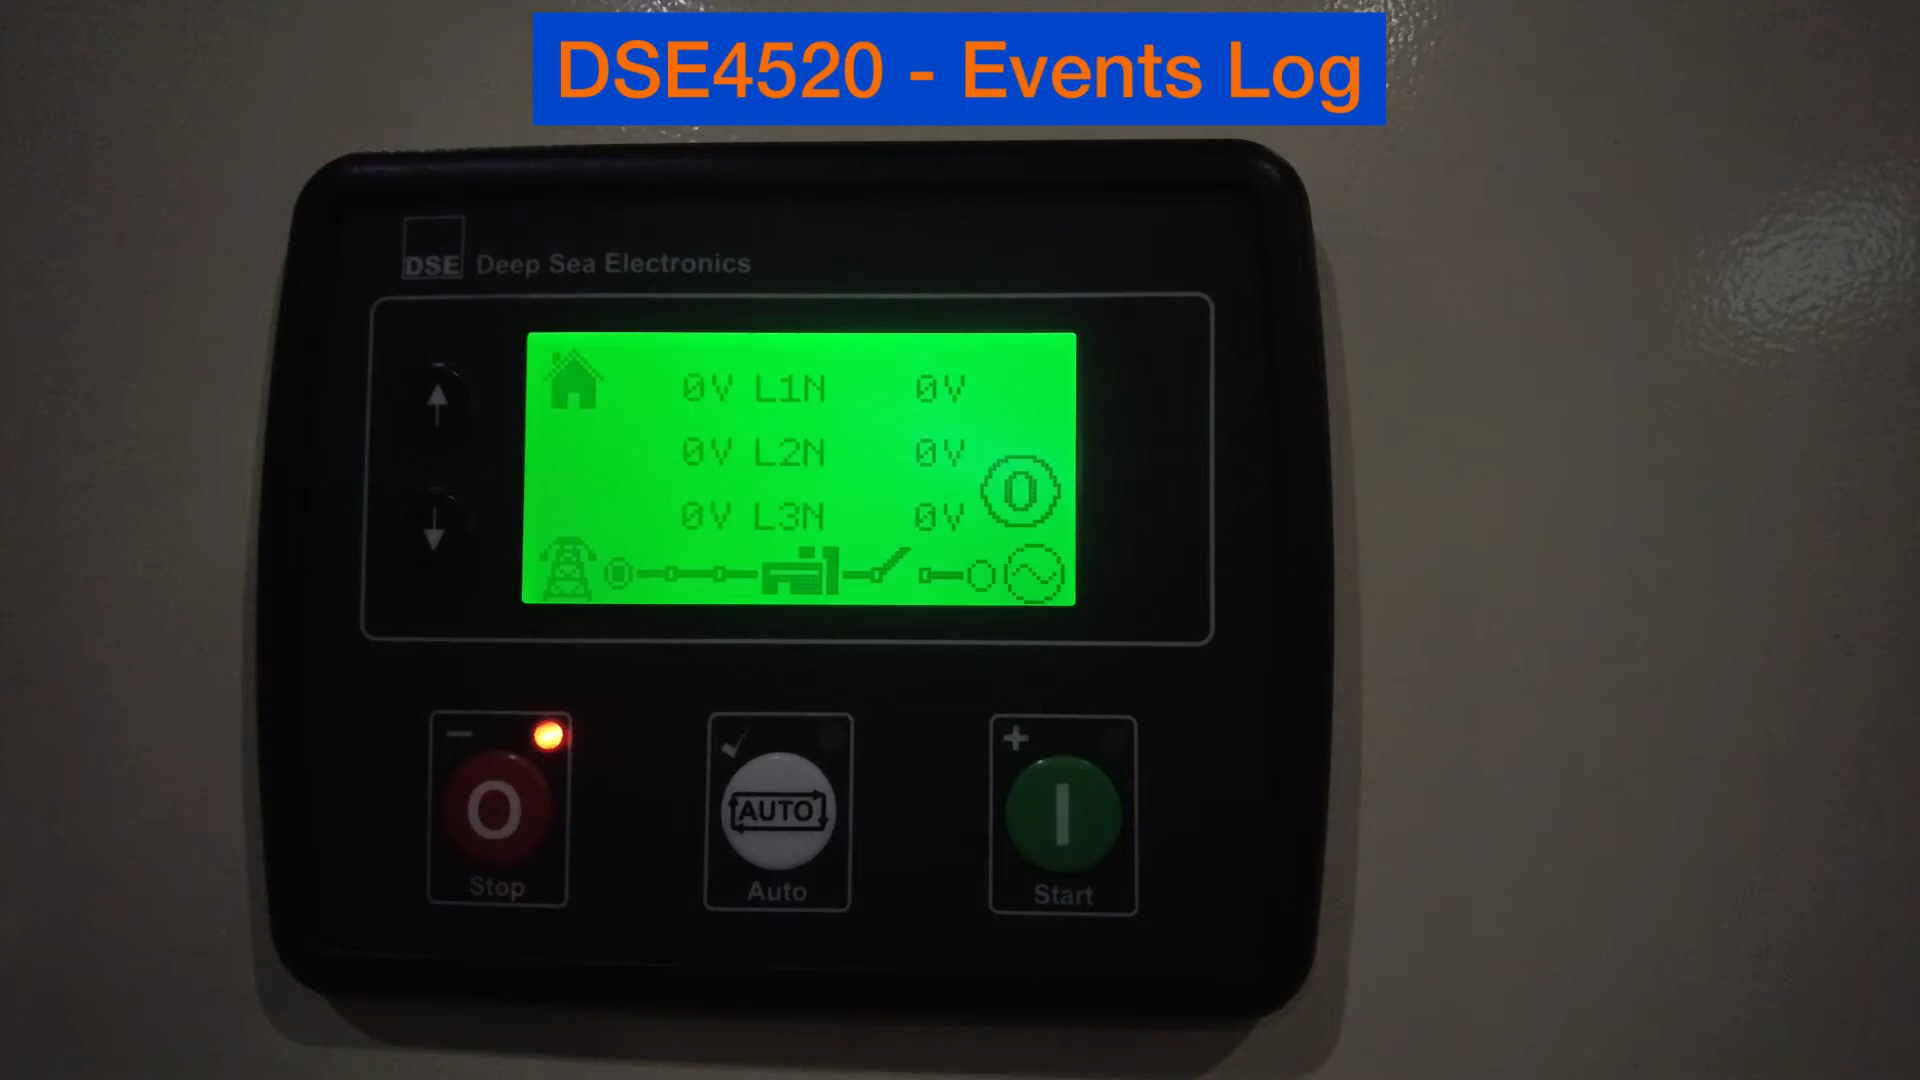 DSE4520 - Events Log
DSE Deep Sea Electronics
0V L1N 0V
0V L2N 0V
0V L3N 0V
0
O
Stop
AUTO
Auto
I
Start